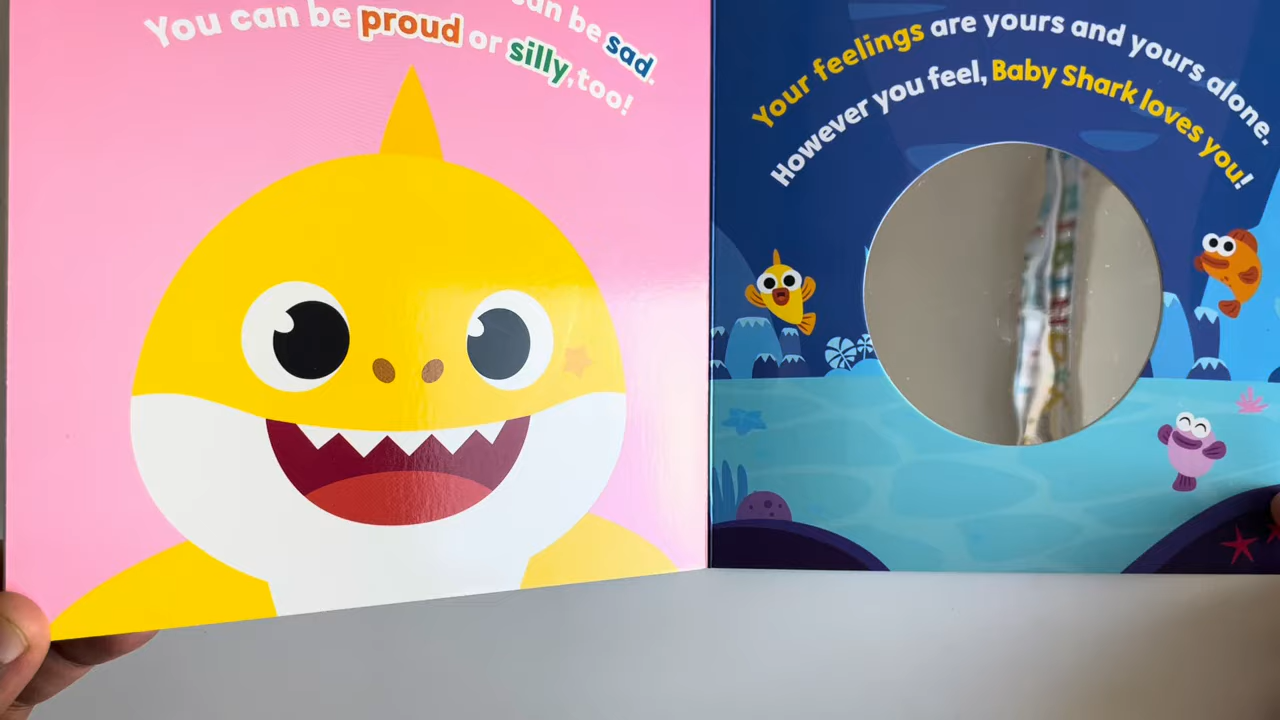 an be sad.
You can be proud or silly, too!
Your feelings are yours and yours alone.
However you feel, Baby Shark loves you!